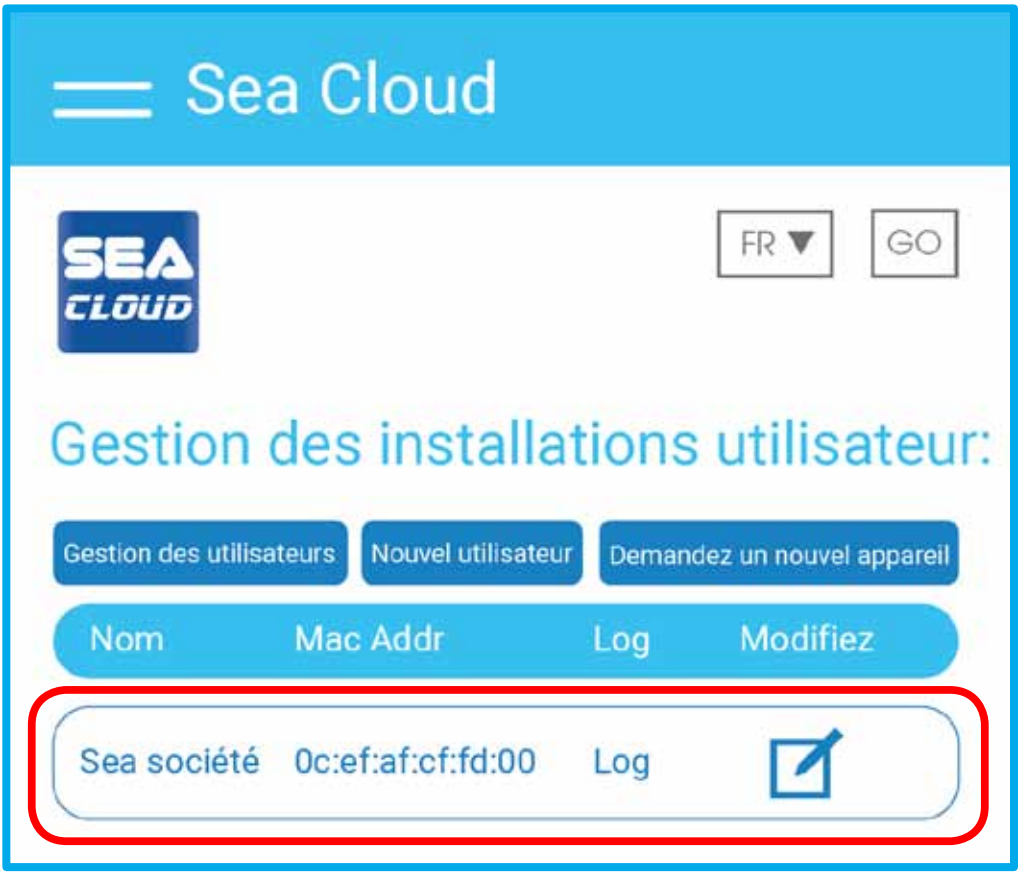 Sea Cloud
SEA
CLOUD
FR ▼ GO
Gestion des installations utilisateur:
Gestion des utilisateurs Nouvel utilisateur Demandez un nouvel appareil
Nom Mac Addr Log Modifiez
Sea société 0c:ef:af:cf:fd:00 Log